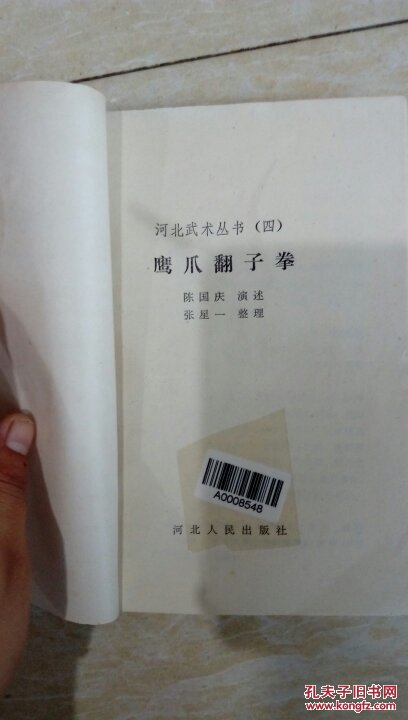 河北武术丛书（四）
鹰爪翻子拳
陈国庆 演述
张星一 整理
A0008548
河北人民出版社
孔夫子旧书网
www.kongfz.com